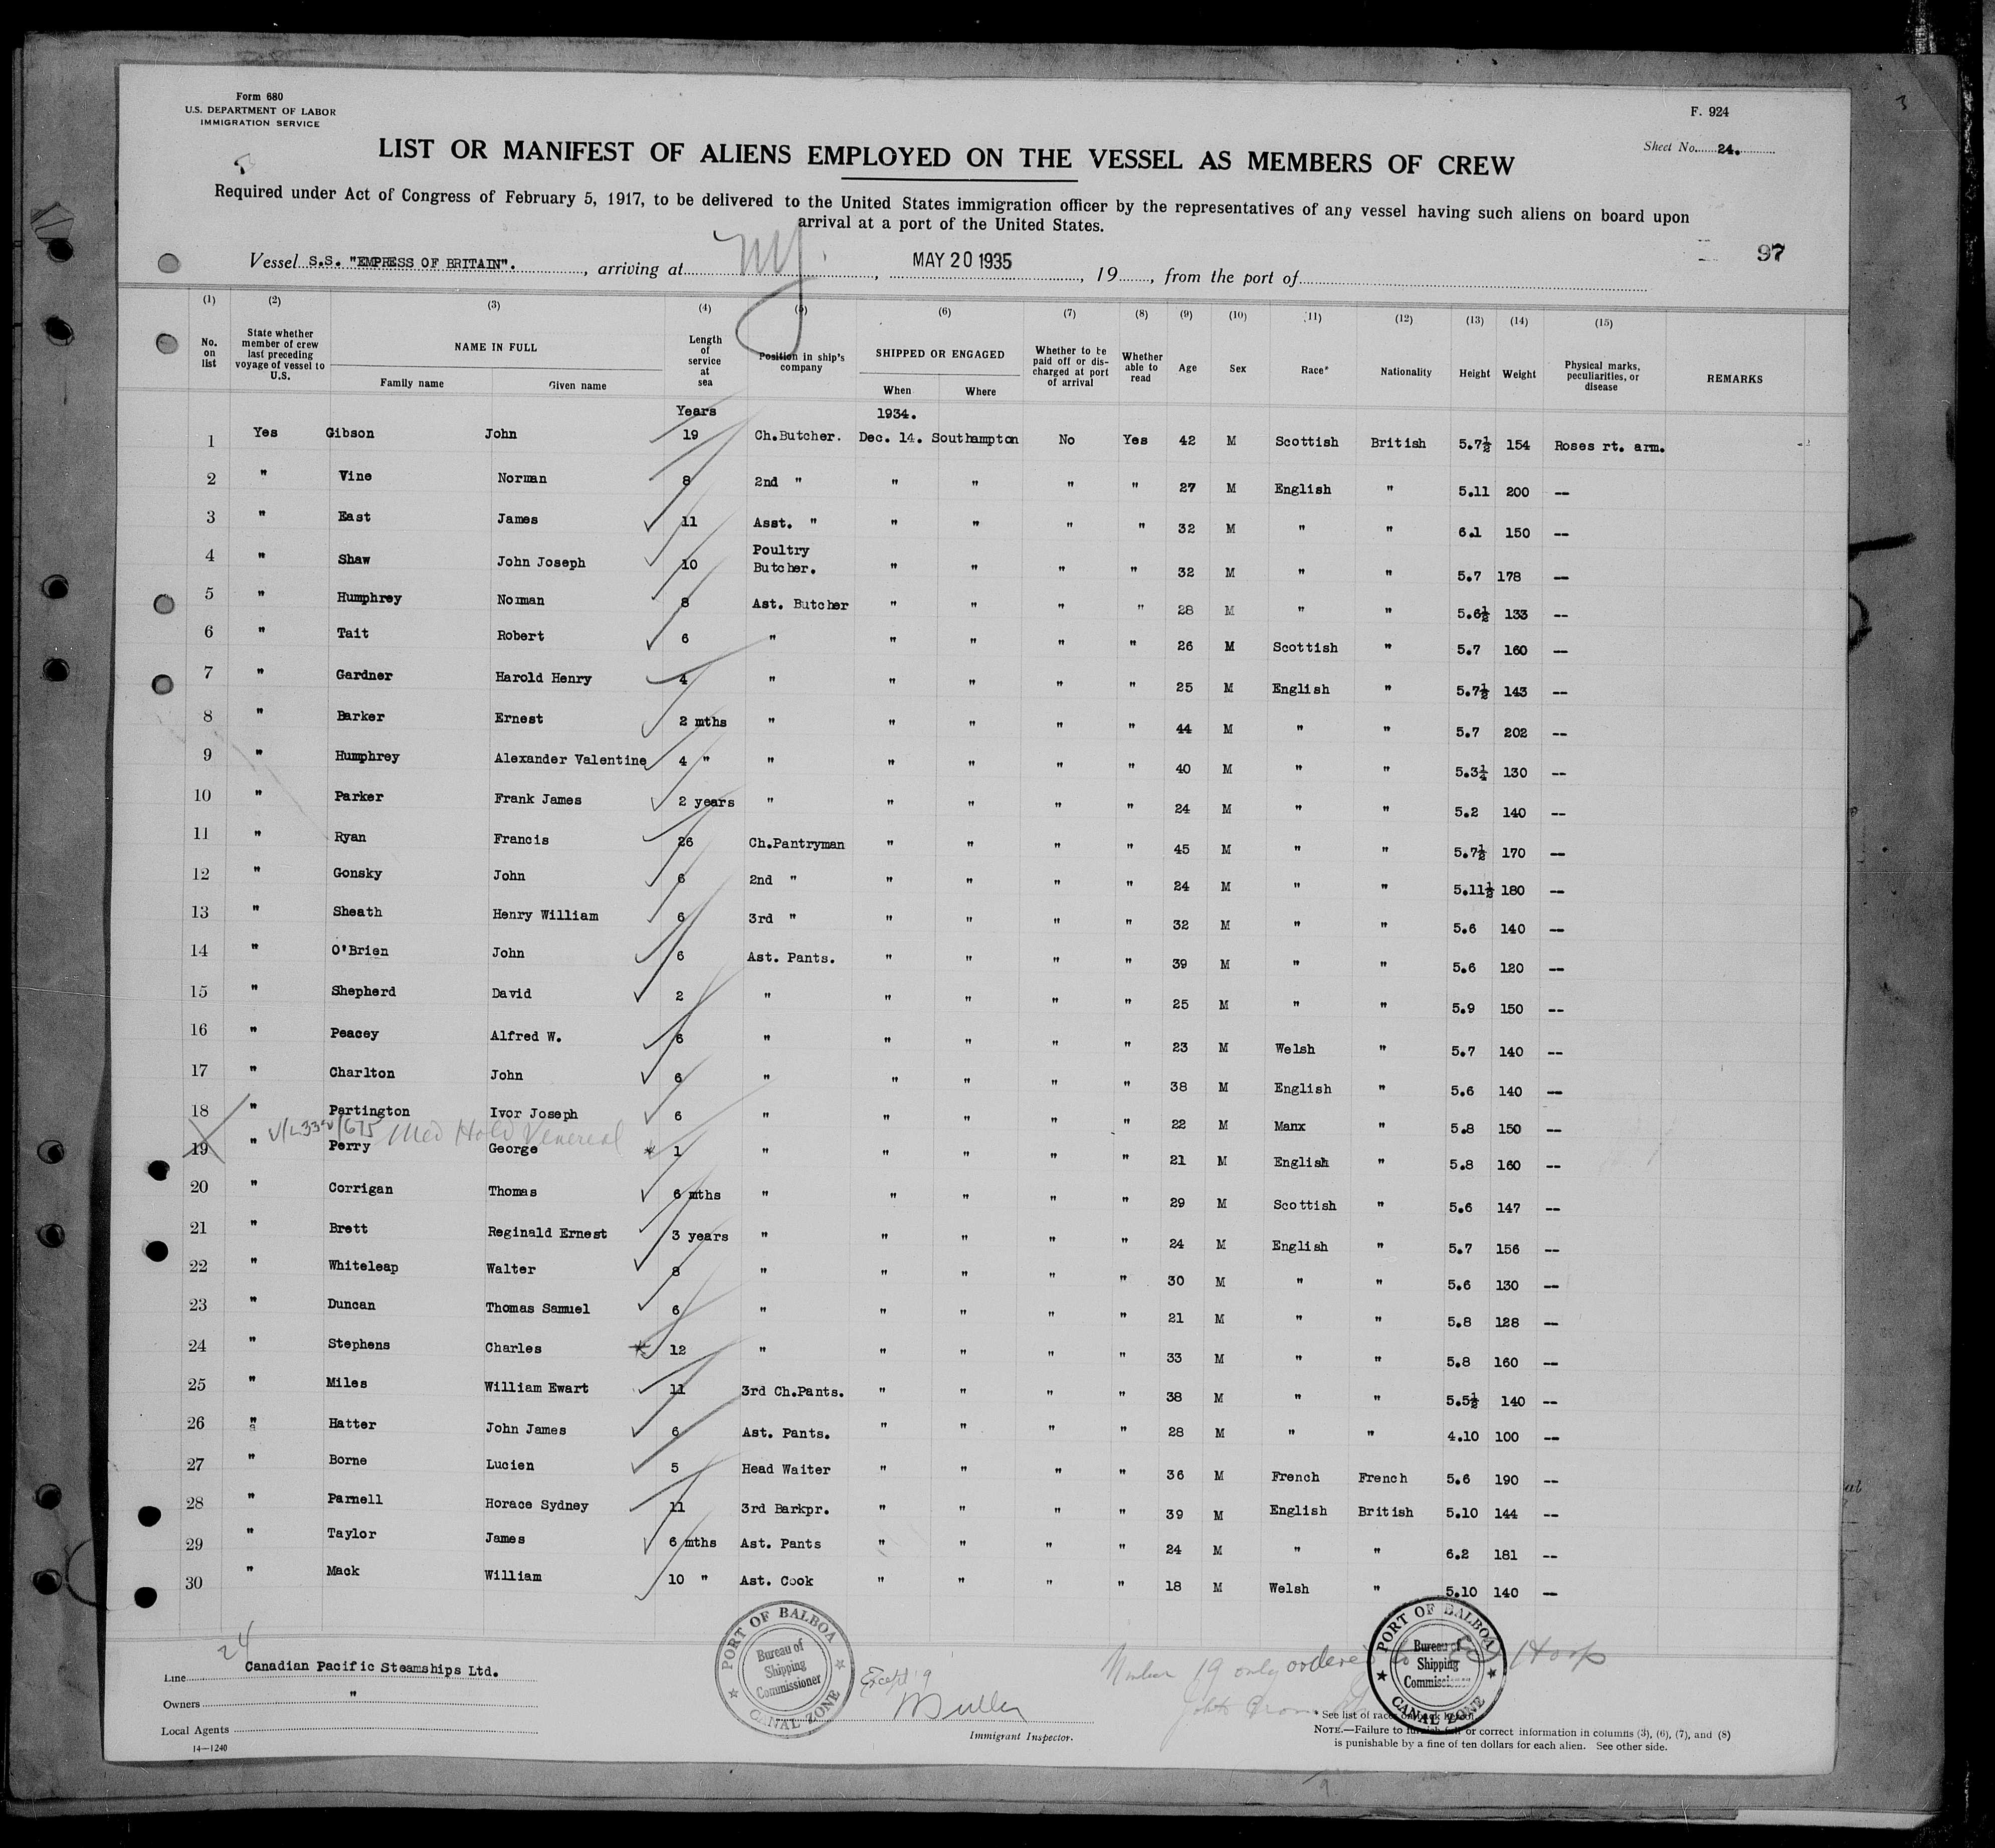 Form 680
U.S. DEPARTMENT OF LABOR
IMMIGRATION SERVICE
F. 924
3
Sheet No. 24.
LIST OR MANIFEST OF ALIENS EMPLOYED ON THE VESSEL AS MEMBERS OF CREW
Required under Act of Congress of February 5, 1917, to be delivered to the United States immigration officer by the representatives of any vessel having such aliens on board upon
arrival at a port of the United States.
97
Vessel S.S. "EMPRESS OF BRITAIN"., arriving at NY., MAY 20 1935, 19, from the port of
(1) (2) (3) (4) (5) (6) (7) (8) (9) (10) (11) (12) (13) (14) (15)
No. on list | State whether member of crew last preceding voyage of vessel to U.S. | NAME IN FULL Family name Given name | Length of service at sea | Position in ship's company | SHIPPED OR ENGAGED When Where | Whether to be paid off or discharged at port of arrival | Whether able to read | Age | Sex | Race* | Nationality | Height | Weight | Physical marks, peculiarities, or disease | REMARKS
Years 1934.
1 Yes Gibson John 19 Ch.Butcher. Dec. 14. Southampton No Yes 42 M Scottish British 5.7½ 154 Roses rt. arm.
2 " Vine Norman 8 2nd " " " " " 27 M English " 5.11 200 --
3 " East James 11 Asst. " " " " " 32 M " " 6.1 150 --
4 " Shaw John Joseph 10 Poultry Butcher. " " " " 32 M " " 5.7 178 --
5 " Humphrey Norman 8 Ast. Butcher " " " " 28 M " " 5.6½ 133 --
6 " Tait Robert 6 " " " " " 26 M Scottish " 5.7 160 --
7 " Gardner Harold Henry 4 " " " " " 25 M English " 5.7½ 143 --
8 " Barker Ernest 2 mths " " " " " 44 M " " 5.7 202 --
9 " Humphrey Alexander Valentine 4 " " " " " " 40 M " " 5.3¼ 130 --
10 " Parker Frank James 2 years " " " " " 24 M " " 5.2 140 --
11 " Ryan Francis 26 Ch.Pantryman " " " " 45 M " " 5.7½ 170 --
12 " Gonsky John 6 2nd " " " " " 24 M " " 5.11½ 180 --
13 " Sheath Henry William 6 3rd " " " " " 32 M " " 5.6 140 --
14 " O'Brien John 6 Ast. Pants. " " " " 39 M " " 5.6 120 --
15 " Shepherd David 2 " " " " " 25 M " " 5.9 150 --
16 " Peacey Alfred W. 6 " " " " " 23 M Welsh " 5.7 140 --
17 " Charlton John 6 " " " " " 38 M English " 5.6 140 --
18 " Partington Ivor Joseph 6 " " " " " 22 M Manx " 5.8 150 --
Med Hold Venereal
19 " Perry George 1 " " " " " 21 M English " 5.8 160 --
20 " Corrigan Thomas 6 mths " " " " " 29 M Scottish " 5.6 147 --
21 " Brett Reginald Ernest 3 years " " " " " 24 M English " 5.7 156 --
22 " Whiteleap Walter 8 " " " " " 30 M " " 5.6 130 --
23 " Duncan Thomas Samuel 6 " " " " " 21 M " " 5.8 128 --
24 " Stephens Charles 12 " " " " " 33 M " " 5.8 160 --
25 " Miles William Ewart 11 3rd Ch.Pants. " " " " 38 M " " 5.5½ 140 --
26 " Hatter John James 6 Ast. Pants. " " " " 28 M " " 4.10 100 --
27 " Borne Lucien 5 Head Waiter " " " " 36 M French French 5.6 190 --
28 " Parnell Horace Sydney 11 3rd Barkpr. " " " " 39 M English British 5.10 144 --
29 " Taylor James 6 mths Ast. Pants " " " " 24 M " " 6.2 181 --
30 " Mack William 10 " Ast. Cook " " " " 18 M Welsh " 5.10 140 --
24
Line Canadian Pacific Steamships Ltd.
Owners "
Local Agents
14—1240
PORT OF BALBOA
Bureau of
Shipping
Commissioner
CANAL ZONE
Except 19
Immigrant Inspector.
Number 19 only ordered to Hosp
PORT OF BALBOA
Bureau of
Shipping
Commissioner
CANAL ZONE
See list of races on back hereof.
NOTE.—Failure to furnish full or correct information in columns (3), (6), (7), and (8)
is punishable by a fine of ten dollars for each alien. See other side.